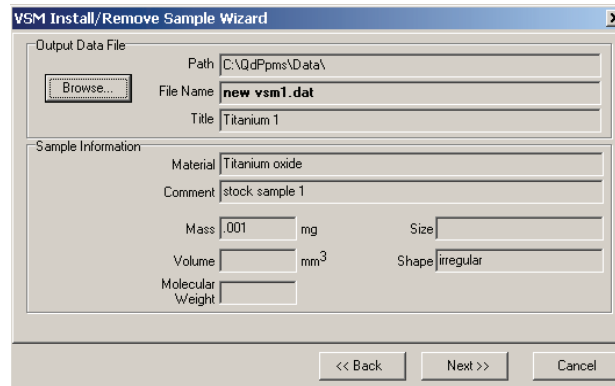 VSM Install/Remove Sample Wizard
Output Data File
Path C:\QdPpms\Data\
Browse...
File Name new vsm1.dat
Title Titanium 1
Sample Information
Material Titanium oxide
Comment stock sample 1
Mass .001 mg Size
Volume mm3 Shape irregular
Molecular
Weight
<< Back Next >> Cancel